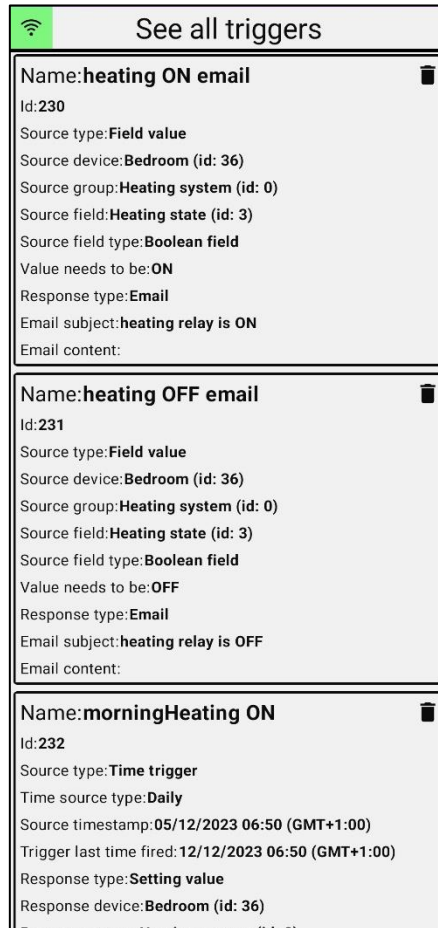 See all triggers
Name:heating ON email
Id:230
Source type:Field value
Source device:Bedroom (id: 36)
Source group:Heating system (id: 0)
Source field:Heating state (id: 3)
Source field type:Boolean field
Value needs to be:ON
Response type:Email
Email subject:heating relay is ON
Email content:
Name:heating OFF email
Id:231
Source type:Field value
Source device:Bedroom (id: 36)
Source group:Heating system (id: 0)
Source field:Heating state (id: 3)
Source field type:Boolean field
Value needs to be:OFF
Response type:Email
Email subject:heating relay is OFF
Email content:
Name:morningHeating ON
Id:232
Source type:Time trigger
Time source type:Daily
Source timestamp:05/12/2023 06:50 (GMT+1:00)
Trigger last time fired:12/12/2023 06:50 (GMT+1:00)
Response type:Setting value
Response device:Bedroom (id: 36)